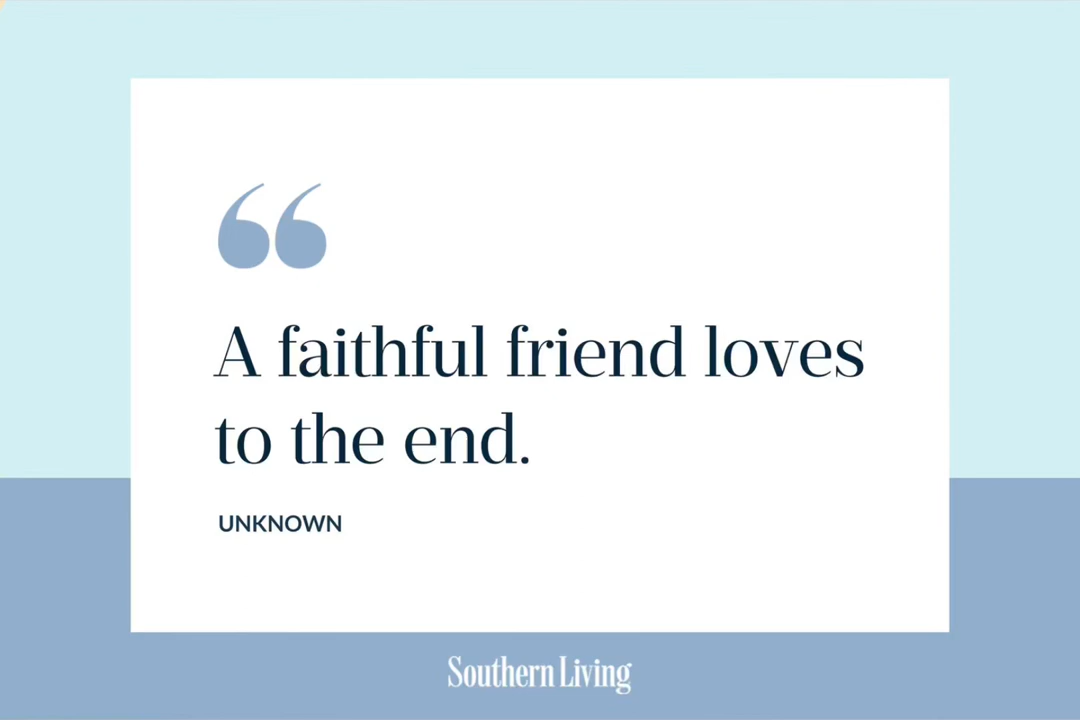 “
A faithful friend loves
to the end.
UNKNOWN
Southern Living